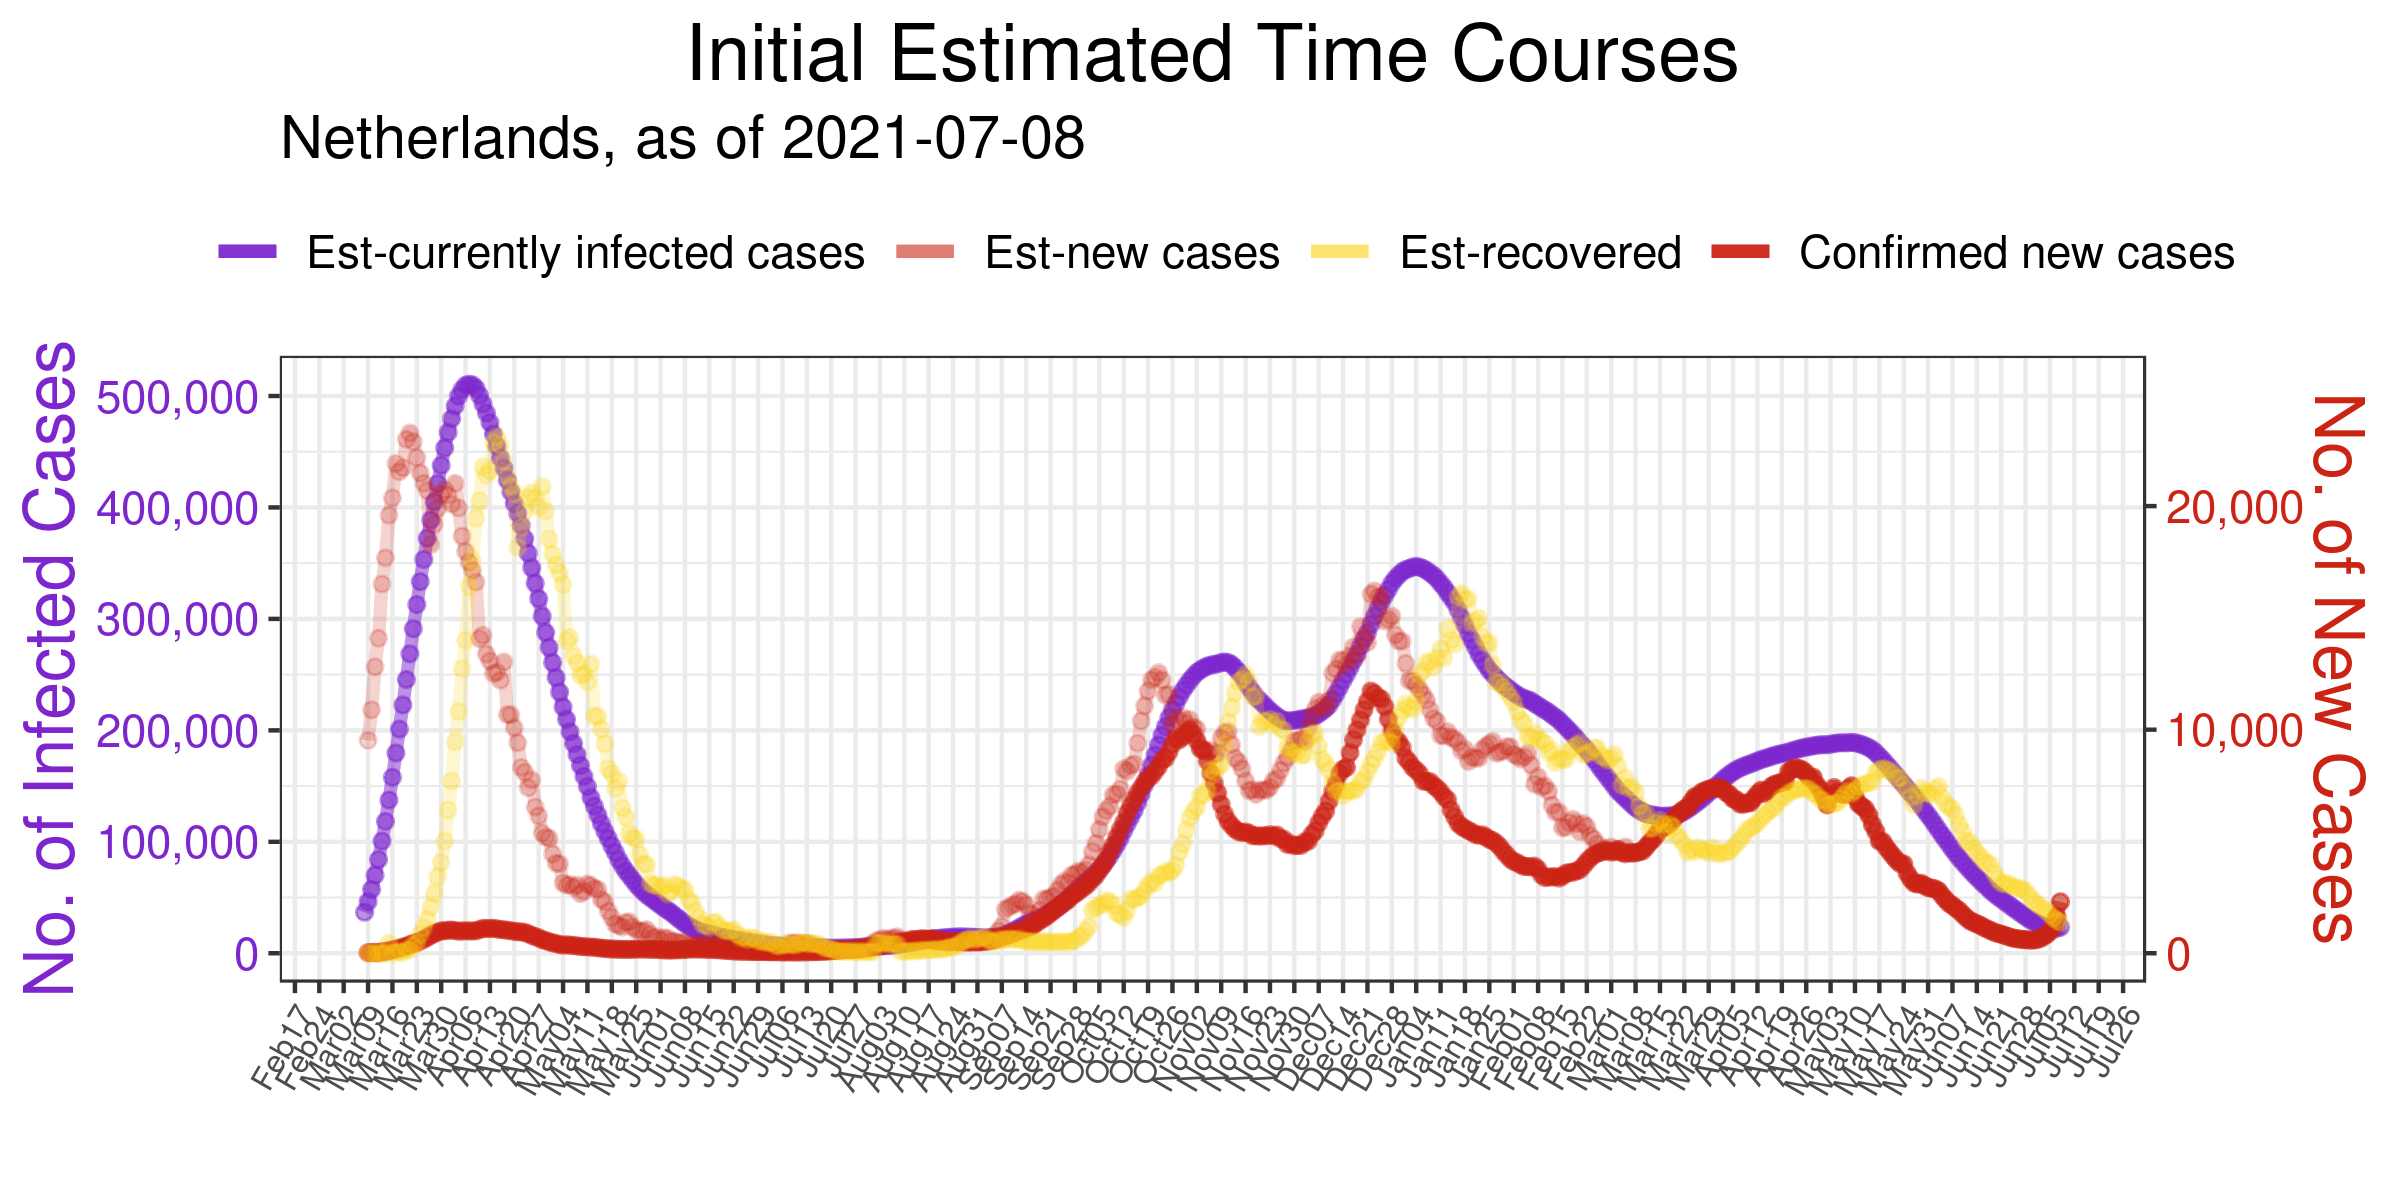 Initial Estimated Time Courses
Netherlands, as of 2021-07-08
Est-currently infected cases
Est-new cases
Est-recovered
Confirmed new cases
No. of Infected Cases
500,000
400,000
300,000
200,000
100,000
0
No. of New Cases
20,000
10,000
0
Feb17
Feb24
Mar02
Mar09
Mar16
Mar23
Mar30
Apr06
Apr13
Apr20
Apr27
May04
May11
May18
May25
Jun01
Jun08
Jun15
Jun22
Jun29
Jul06
Jul13
Jul20
Jul27
Aug03
Aug10
Aug17
Aug24
Aug31
Sep07
Sep14
Sep21
Sep28
Oct05
Oct12
Oct19
Oct26
Nov02
Nov09
Nov16
Nov23
Nov30
Dec07
Dec14
Dec21
Dec28
Jan04
Jan11
Jan18
Jan25
Feb01
Feb08
Feb15
Feb22
Mar01
Mar08
Mar15
Mar22
Mar29
Apr05
Apr12
Apr19
Apr26
May03
May10
May17
May24
May31
Jun07
Jun14
Jun21
Jun28
Jul05
Jul12
Jul19
Jul26